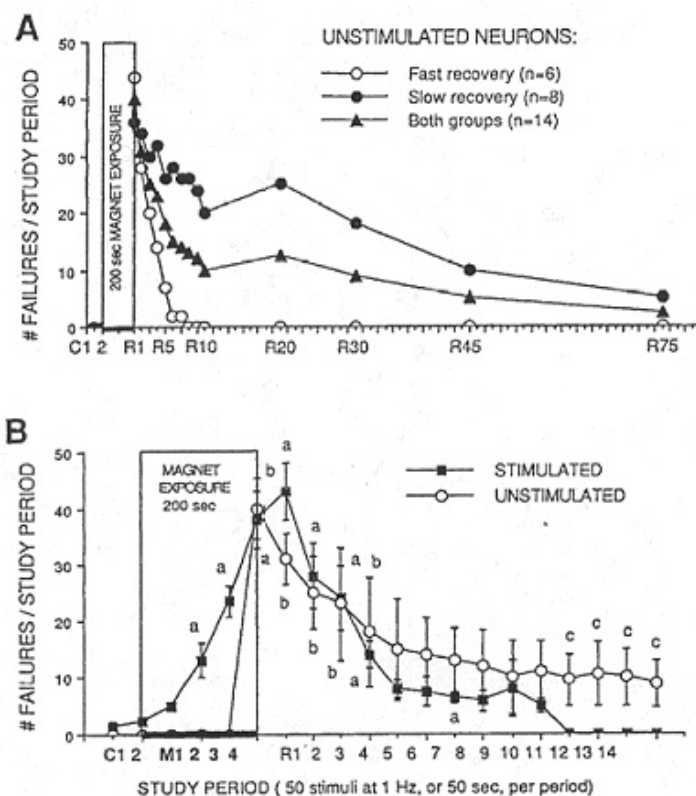 A
UNSTIMULATED NEURONS:
Fast recovery (n=6)
Slow recovery (n=8)
Both groups (n=14)
# FAILURES / STUDY PERIOD
50
40
30
20
10
0
200 sec MAGNET EXPOSURE
C1 2 R1 R5 R10 R20 R30 R45 R75
B
MAGNET
EXPOSURE
200 sec
STIMULATED
UNSTIMULATED
# FAILURES / STUDY PERIOD
50
40
30
20
10
0
a
b
a
a
a
a
b
a
b
b
b
a
a
c
c
c
c
C1 2 M1 2 3 4 R1 2 3 4 5 6 7 8 9 10 11 12 13 14
STUDY PERIOD ( 50 stimuli at 1 Hz, or 50 sec, per period)